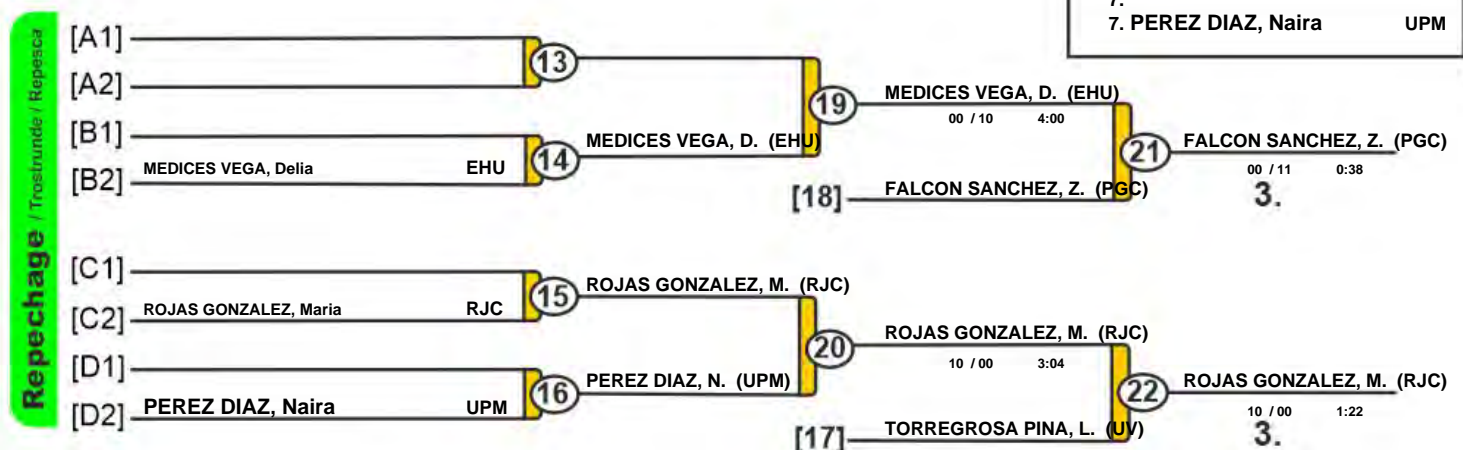 7.
7. PEREZ DIAZ, Naira UPM
Repechage / Trostrunde / Repesca
[A1]
13
[A2]
19
MEDICES VEGA, D. (EHU)
00 / 10 4:00
[B1]
MEDICES VEGA, Delia EHU
14
MEDICES VEGA, D. (EHU)
[B2]
21
FALCON SANCHEZ, Z. (PGC)
00 / 11 0:38
3.
[18]
FALCON SANCHEZ, Z. (PGC)
[C1]
ROJAS GONZALEZ, Maria RJC
15
ROJAS GONZALEZ, M. (RJC)
[C2]
20
ROJAS GONZALEZ, M. (RJC)
10 / 00 3:04
[D1]
PEREZ DIAZ, Naira UPM
16
PEREZ DIAZ, N. (UPM)
[D2]
22
ROJAS GONZALEZ, M. (RJC)
10 / 00 1:22
3.
[17]
TORREGROSA PINA, L. (UV)